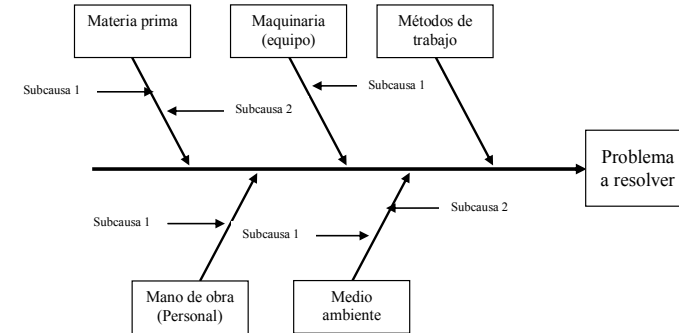 Materia prima
Maquinaria
(equipo)
Métodos de
trabajo
Subcausa 1
Subcausa 2
Subcausa 1
Problema
a resolver
Subcausa 1
Subcausa 1
Subcausa 2
Mano de obra
(Personal)
Medio
ambiente